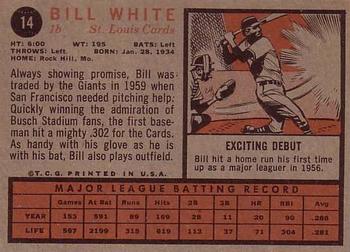 14
BILL WHITE
1b St. Louis Cards
HT: 6:00 WT: 195 BATS: Left
THROWS: Left BORN: Jan. 28, 1934
HOME: Rock Hill, Mo.
Always showing promise, Bill was
traded by the Giants in 1959 when
San Francisco needed pitching help:
Quickly winning the admiration of
Busch Stadium fans, the first base-
man hit a mighty .302 for the Cards.
As handy with his glove as he is
with his bat, Bill also plays outfield.
©T.C.G. PRINTED IN U.S.A.
EXCITING DEBUT
Bill hit a home run his first time
up as a major leaguer in 1956.
MAJOR LEAGUE BATTING RECORD
Games At Bat Runs Hits 2B 3B HR RBI Avg.
YEAR 153 591 89 169 28 11 20 90 .286
LIFE 597 2199 319 619 113 37 67 299 .281